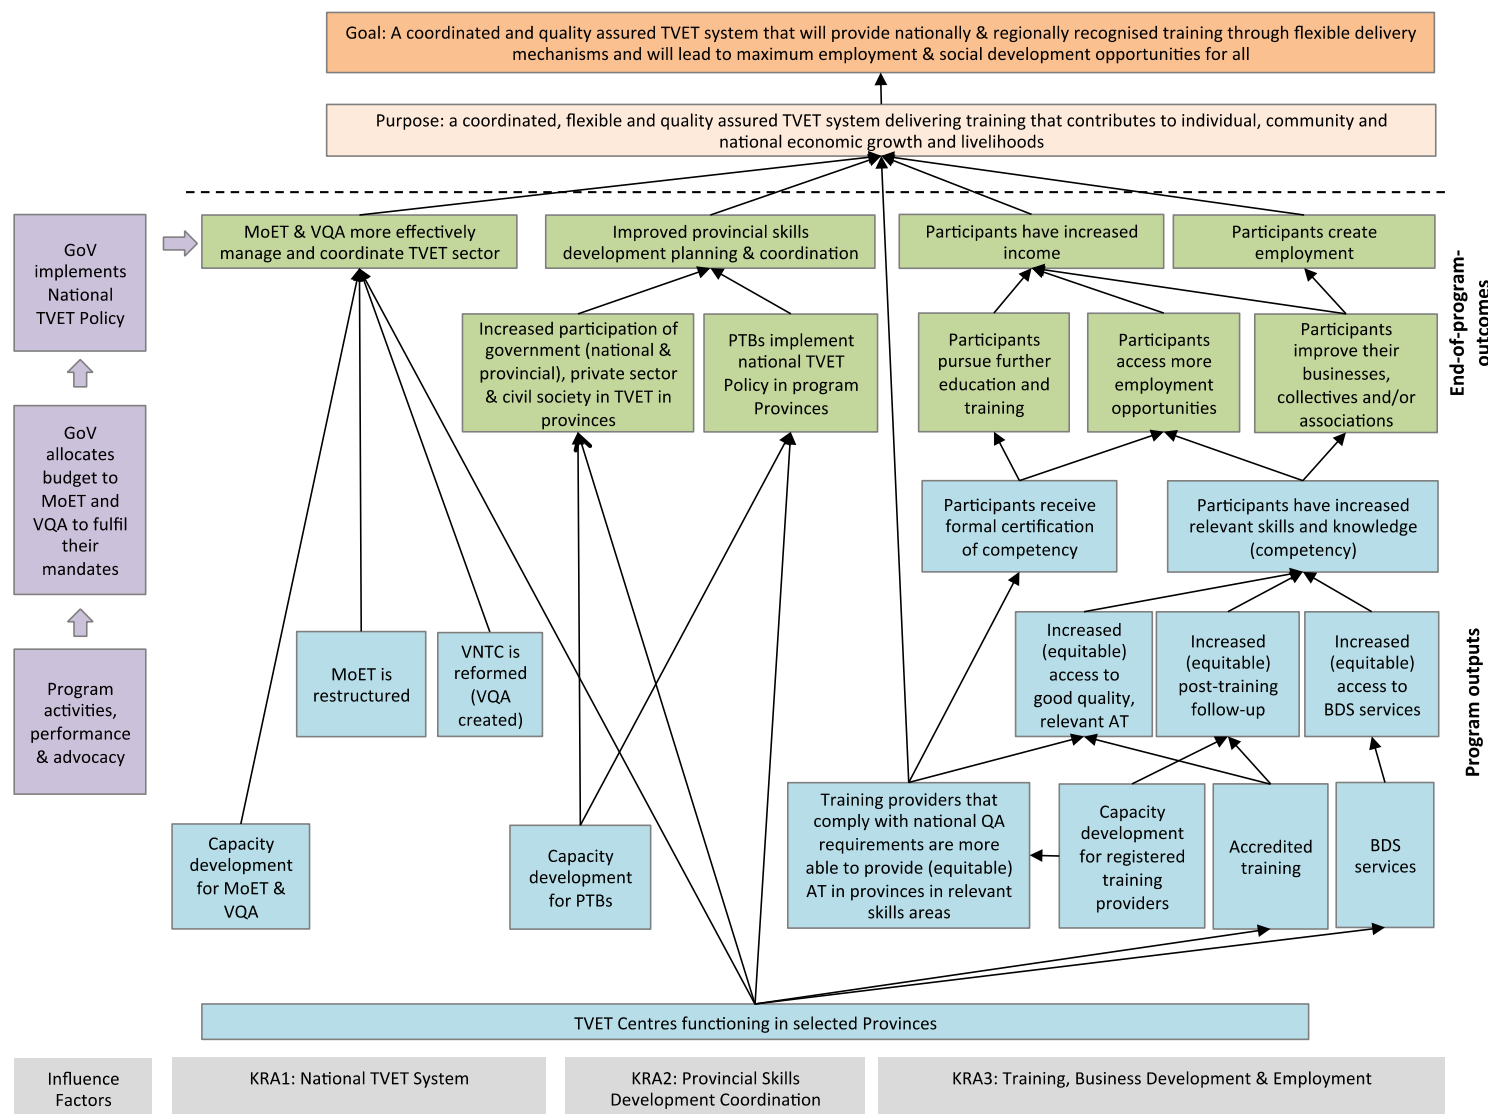 Goal: A coordinated and quality assured TVET system that will provide nationally & regionally recognised training through flexible delivery
mechanisms and will lead to maximum employment & social development opportunities for all
Purpose: a coordinated, flexible and quality assured TVET system delivering training that contributes to individual, community and
national economic growth and livelihoods
GoV
implements
National
TVET Policy
MoET & VQA more effectively
manage and coordinate TVET sector
Improved provincial skills
development planning & coordination
Participants have increased
income
Participants create
employment
End-of-program-
outcomes
Increased participation of
government (national &
provincial), private sector
& civil society in TVET in
provinces
PTBs implement
national TVET
Policy in program
Provinces
Participants
pursue further
education and
training
Participants
access more
employment
opportunities
Participants
improve their
businesses,
collectives and/or
associations
GoV
allocates
budget to
MoET and
VQA to fulfil
their
mandates
Participants receive
formal certification
of competency
Participants have increased
relevant skills and knowledge
(competency)
Program
activities,
performance
& advocacy
MoET is
restructured
VNTC is
reformed
(VQA
created)
Increased
(equitable)
access to
good quality,
relevant AT
Increased
(equitable)
post-training
follow-up
Increased
(equitable)
access to
BDS services
Program outputs
Capacity
development
for MoET &
VQA
Capacity
development
for PTBs
Training providers that
comply with national QA
requirements are more
able to provide (equitable)
AT in provinces in relevant
skills areas
Capacity
development
for registered
training
providers
Accredited
training
BDS
services
TVET Centres functioning in selected Provinces
Influence
Factors
KRA1: National TVET System
KRA2: Provincial Skills
Development Coordination
KRA3: Training, Business Development & Employment